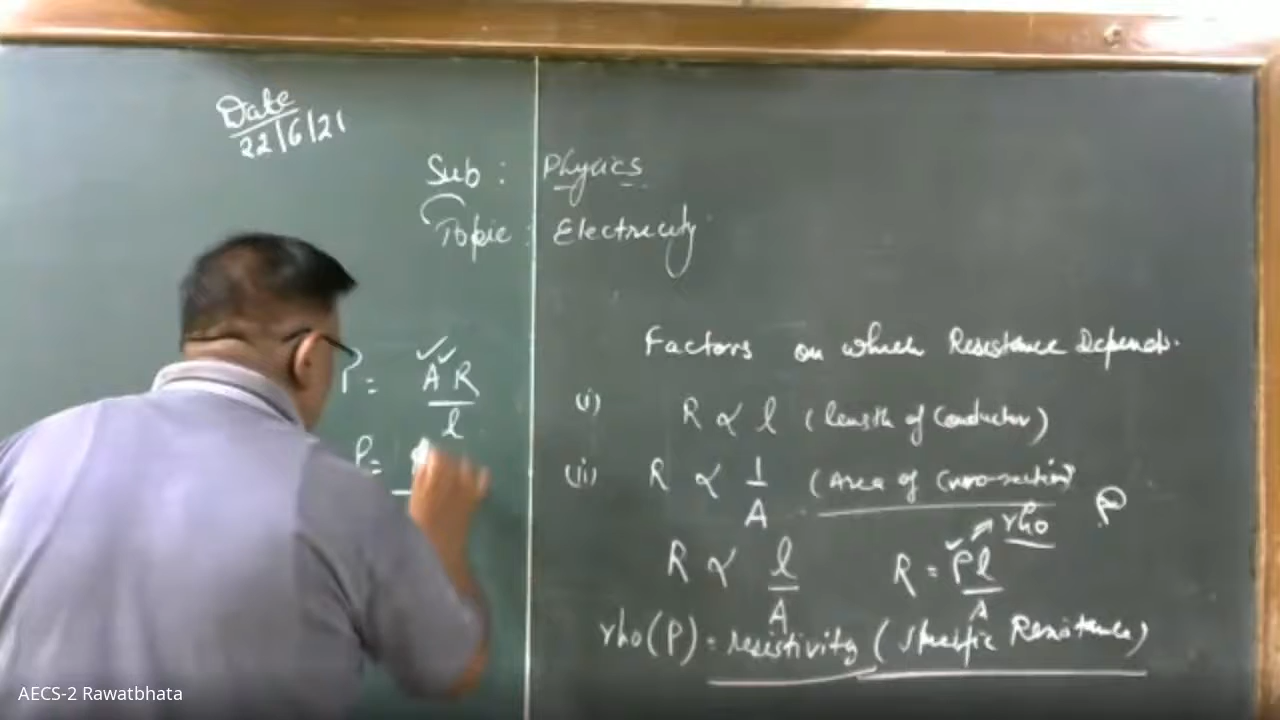 Date
22/6/21
Sub : Physics
Topic : Electricity
Factors on which Resistance Depends.
(i) R ∝ l (length of Conductor)
(ii) R ∝ 1/A (Area of Cross-section)
R ∝ l/A
R = ρl/A → rho
ρ
rho(ρ) = resistivity (Specific Resistance)
ρ = AR/l
ρ =
AECS-2 Rawatbhata